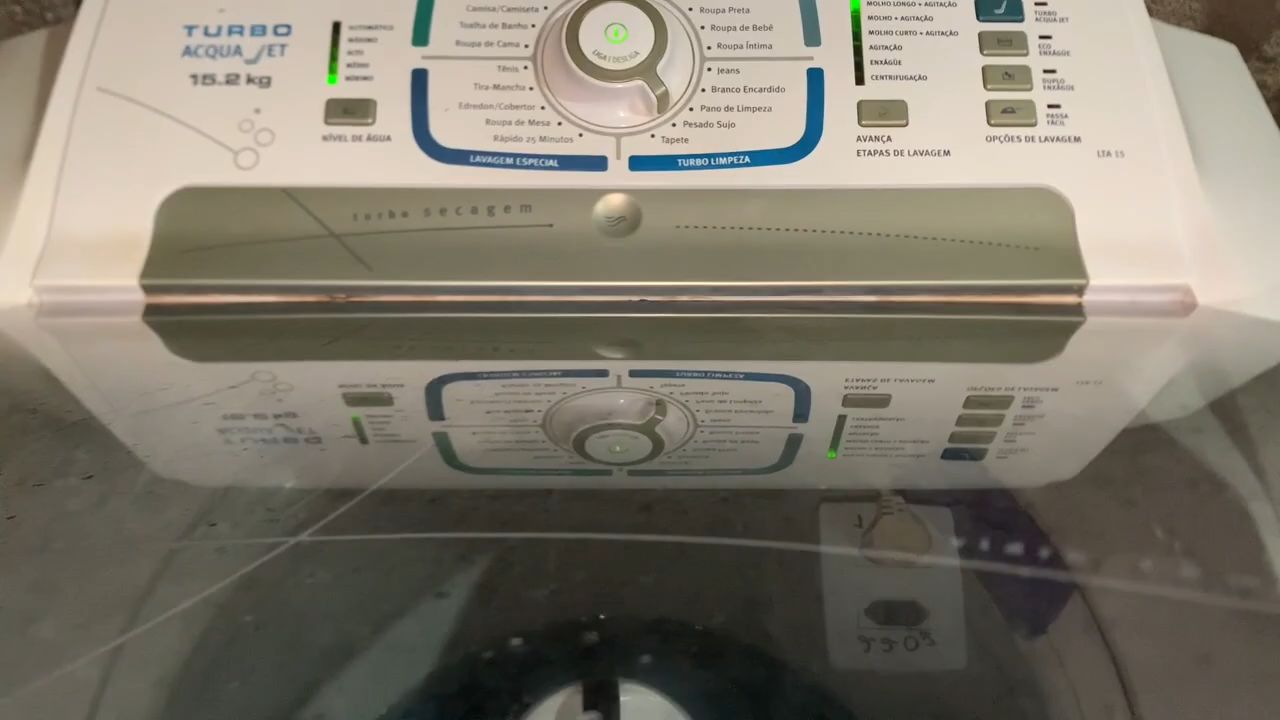 TURBO
ACQUA JET
15.2 kg
AUTOMÁTICO
MÁXIMO
ALTO
MÉDIO
MÍNIMO
NÍVEL DE ÁGUA
Camisa/Camiseta
Toalha de Banho
Roupa de Cama
Tênis
Tira-Mancha
Edredon/Cobertor
Roupa de Mesa
Rápido 25 Minutos
LAVAGEM ESPECIAL
LIGA | DESLIGA
Roupa Preta
Roupa de Bebê
Roupa Íntima
Jeans
Branco Encardido
Pano de Limpeza
Pesado Sujo
Tapete
TURBO LIMPEZA
MOLHO LONGO + AGITAÇÃO
MOLHO + AGITAÇÃO
MOLHO CURTO + AGITAÇÃO
AGITAÇÃO
ENXÁGUE
CENTRIFUGAÇÃO
AVANÇA
ETAPAS DE LAVAGEM
TURBO
ACQUA JET
ECO
ENXÁGUE
DUPLO
ENXÁGUE
PASSA
FÁCIL
OPÇÕES DE LAVAGEM
LTA 15
turbo secagem